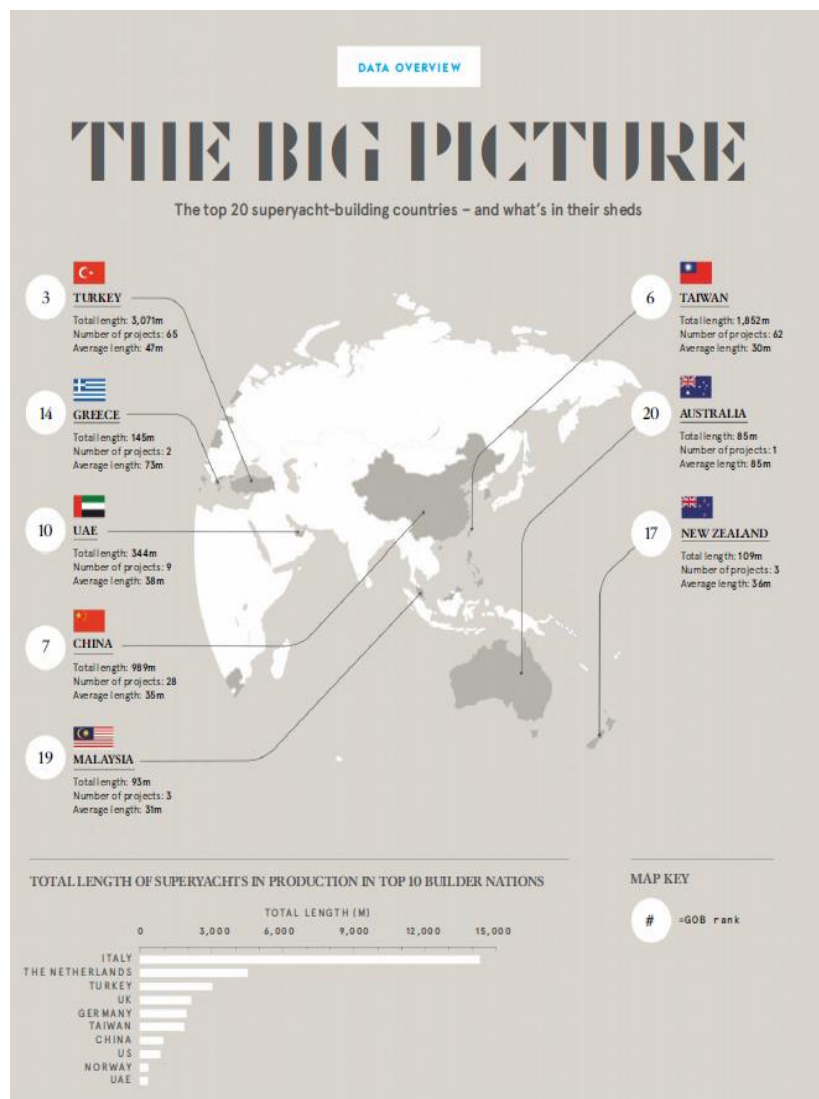 DATA OVERVIEW
THE BIG PICTURE
The top 20 superyacht-building countries – and what's in their sheds
3
TURKEY
Total length: 3,071m
Number of projects: 65
Average length: 47m
14
GREECE
Total length: 145m
Number of projects: 2
Average length: 73m
10
UAE
Total length: 344m
Number of projects: 9
Average length: 38m
7
CHINA
Total length: 989m
Number of projects: 28
Average length: 35m
19
MALAYSIA
Total length: 93m
Number of projects: 3
Average length: 31m
6
TAIWAN
Total length: 1,852m
Number of projects: 62
Average length: 30m
20
AUSTRALIA
Total length: 85m
Number of projects: 1
Average length: 85m
17
NEW ZEALAND
Total length: 109m
Number of projects: 3
Average length: 36m
TOTAL LENGTH OF SUPERYACHTS IN PRODUCTION IN TOP 10 BUILDER NATIONS
TOTAL LENGTH (M)
0 3,000 6,000 9,000 12,000 15,000
ITALY
THE NETHERLANDS
TURKEY
UK
GERMANY
TAIWAN
CHINA
US
NORWAY
UAE
MAP KEY
# =GOB rank